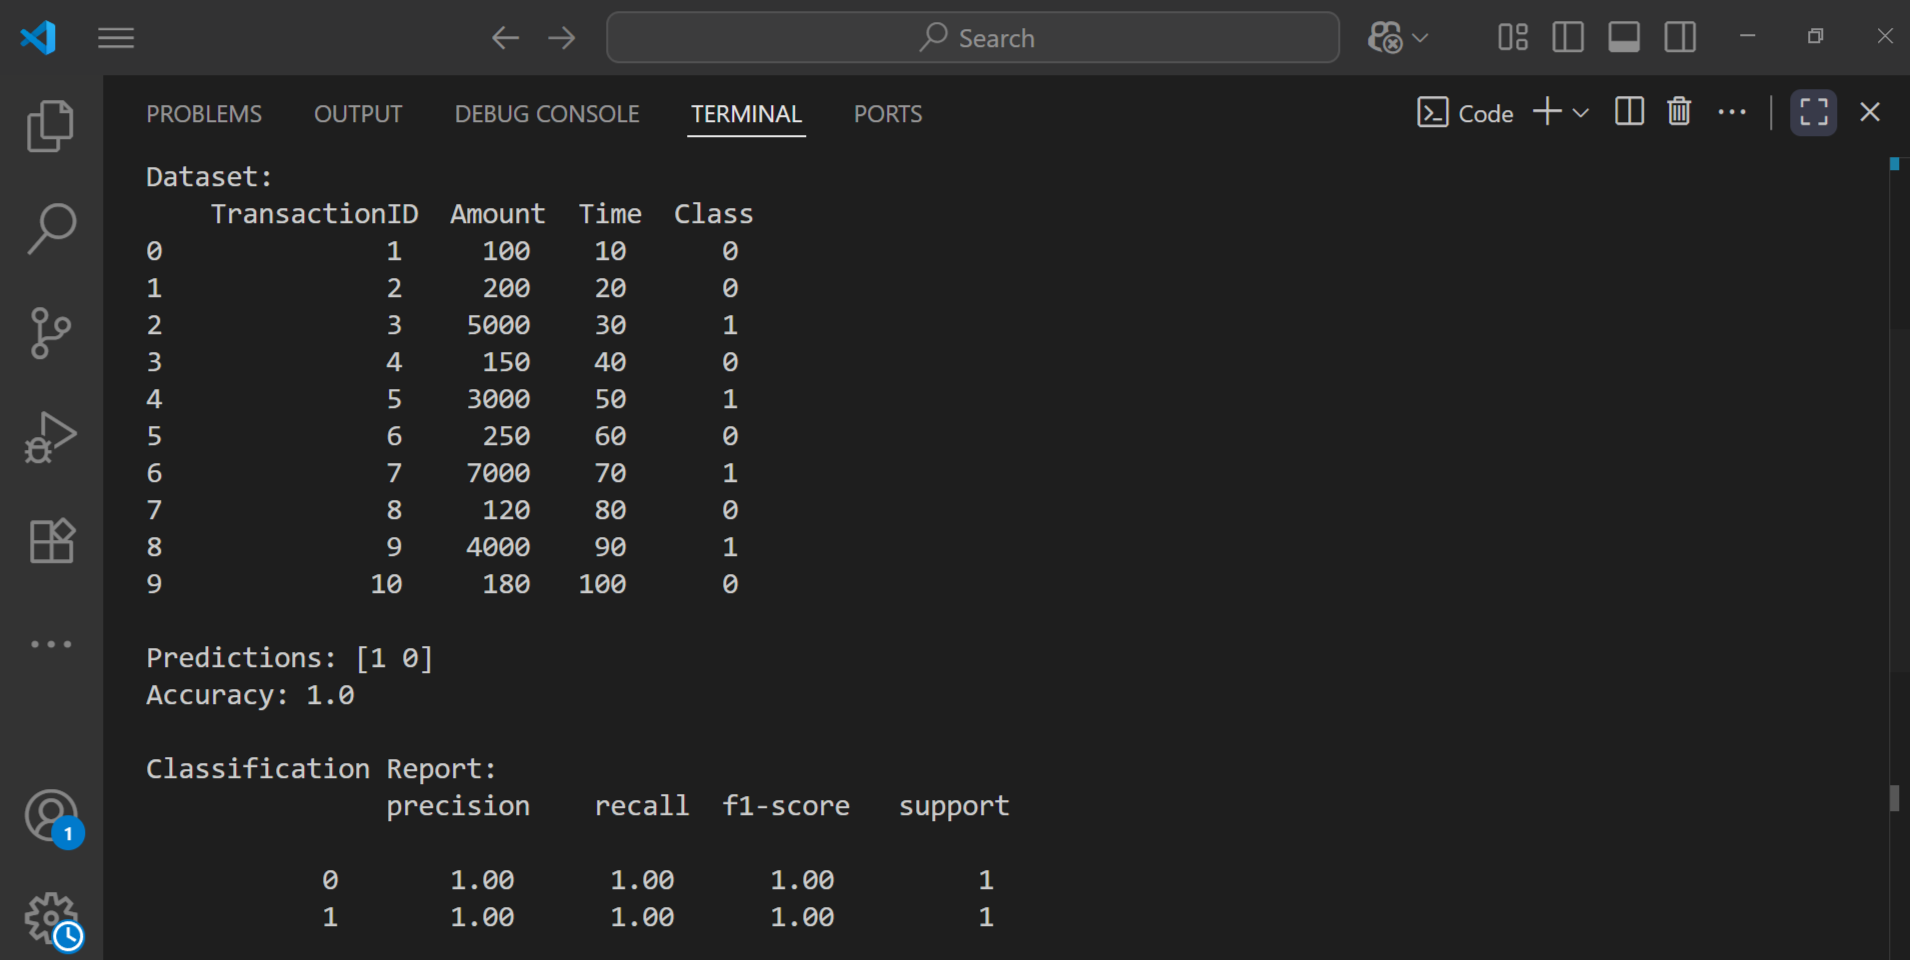 Search
PROBLEMS OUTPUT DEBUG CONSOLE TERMINAL PORTS Code
Dataset:
TransactionID Amount Time Class
0 1 100 10 0
1 2 200 20 0
2 3 5000 30 1
3 4 150 40 0
4 5 3000 50 1
5 6 250 60 0
6 7 7000 70 1
7 8 120 80 0
8 9 4000 90 1
9 10 180 100 0
Predictions: [1 0]
Accuracy: 1.0
Classification Report:
precision recall f1-score support
0 1.00 1.00 1.00 1
1 1.00 1.00 1.00 1
1